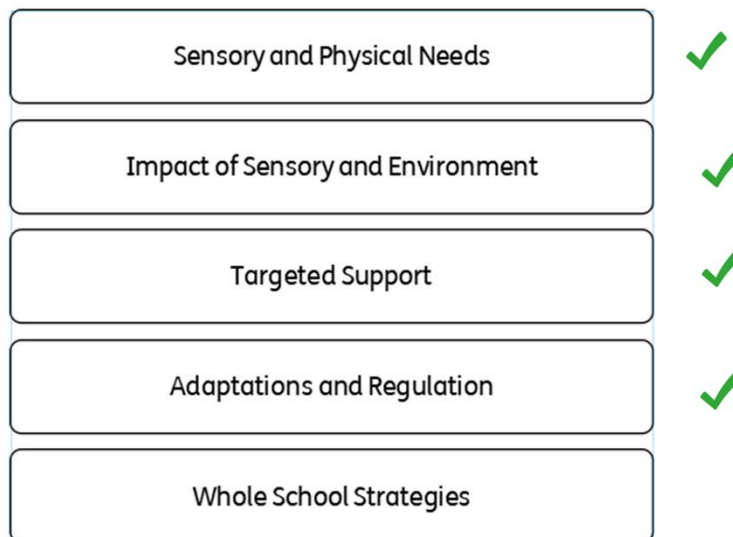 Sensory and Physical Needs
Impact of Sensory and Environment
Targeted Support
Adaptations and Regulation
Whole School Strategies